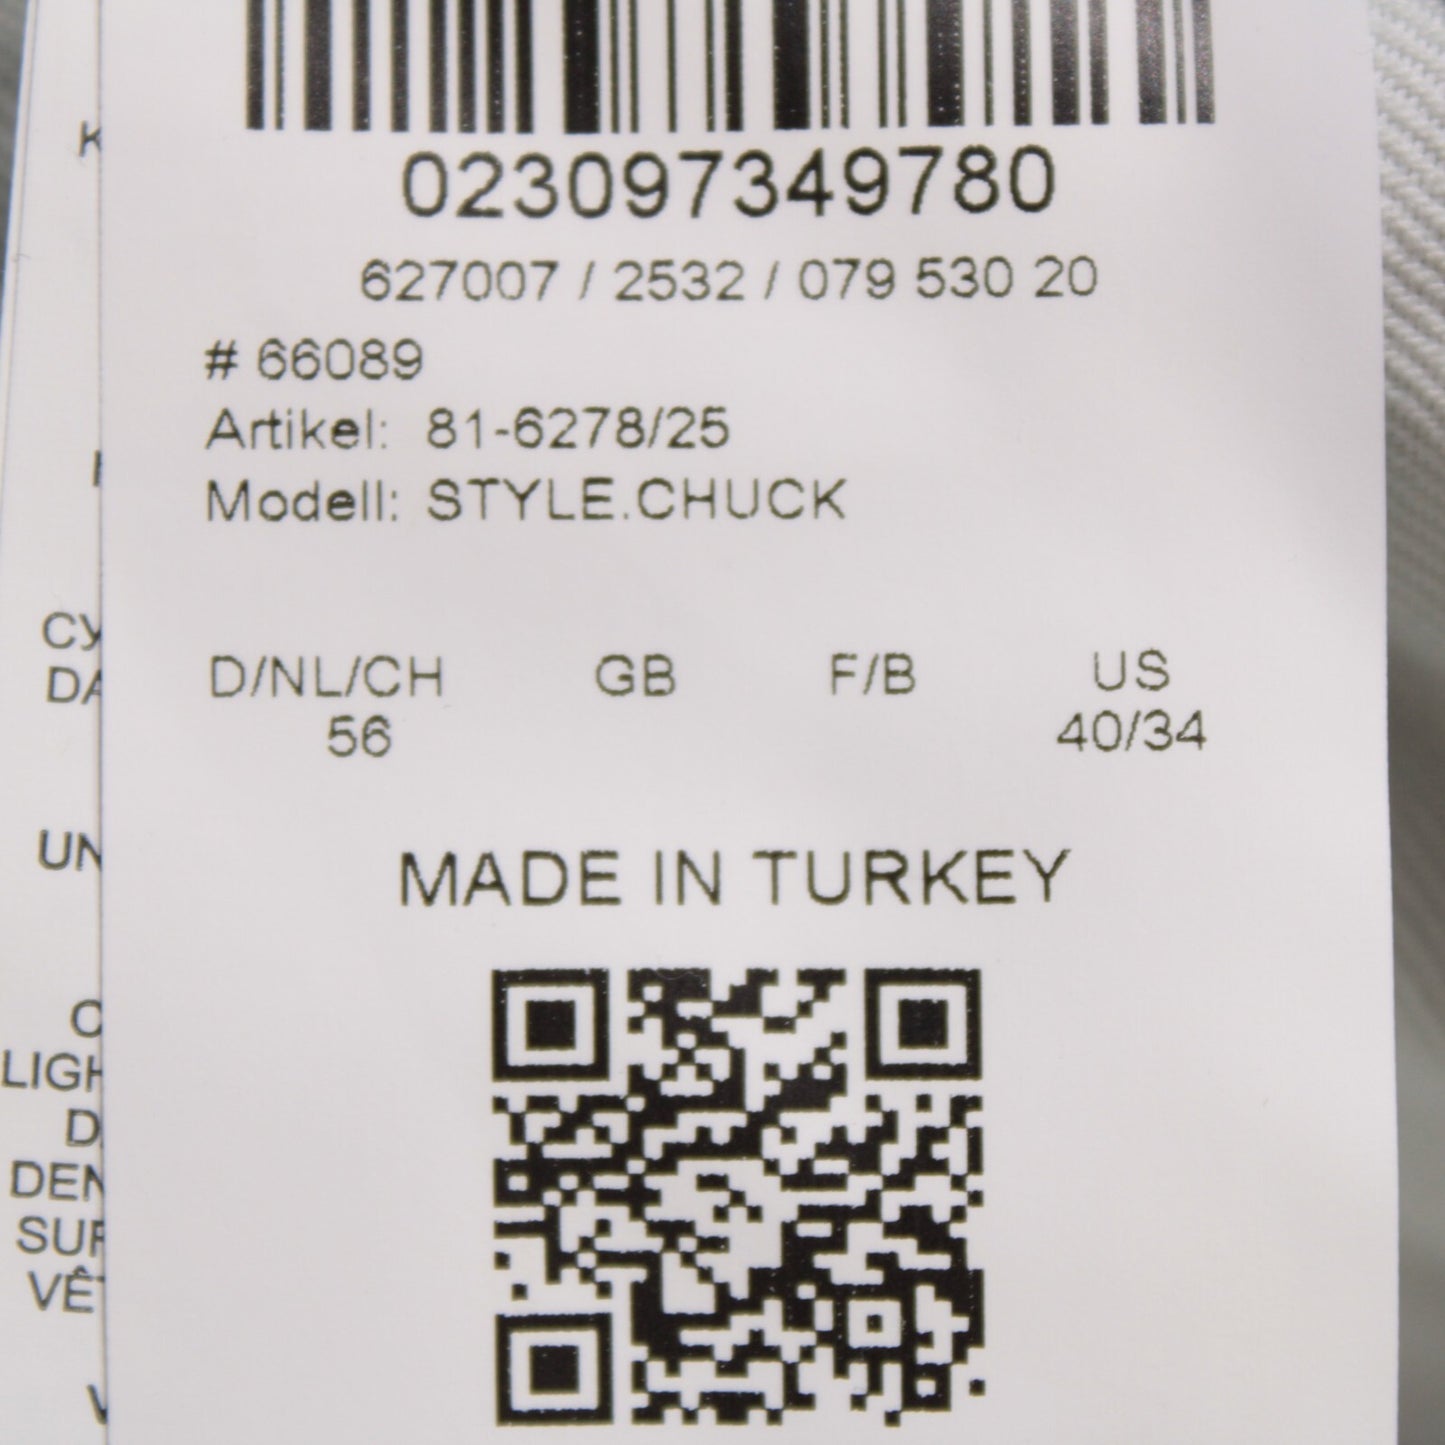 023097349780
627007 / 2532 / 079 530 20
# 66089
Artikel: 81-6278/25
Modell: STYLE.CHUCK
D/NL/CH GB F/B US
56 40/34
MADE IN TURKEY